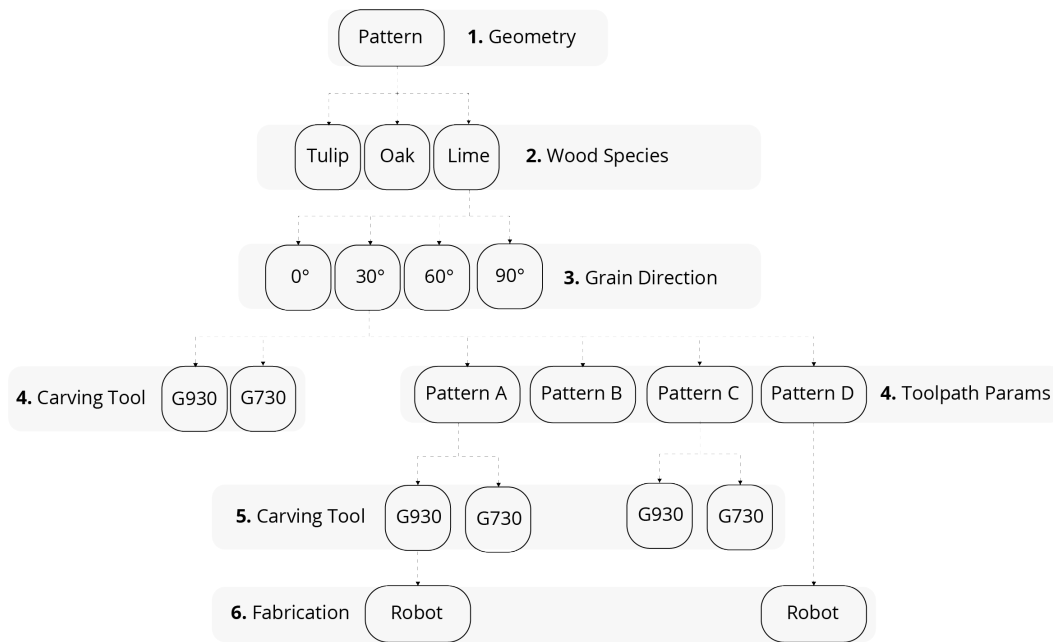 Pattern 1. Geometry
Tulip Oak Lime 2. Wood Species
0° 30° 60° 90° 3. Grain Direction
4. Carving Tool G930 G730 Pattern A Pattern B Pattern C Pattern D 4. Toolpath Params
5. Carving Tool G930 G730 G930 G730
6. Fabrication Robot Robot